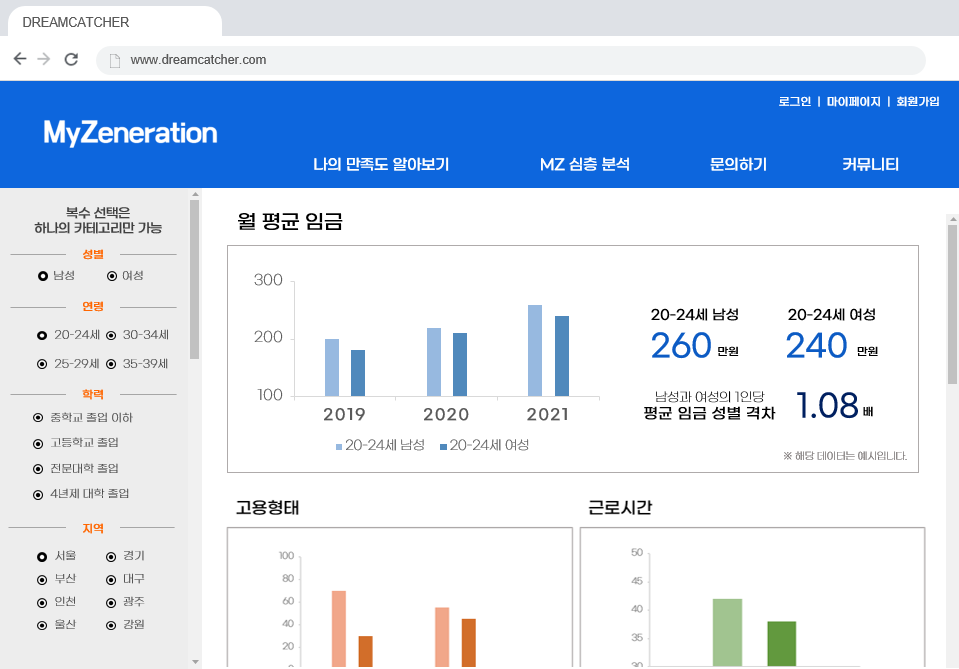 DREAMCATCHER
www.dreamcatcher.com
로그인 | 마이페이지 | 회원가입
MyZeneration
나의 만족도 알아보기 MZ 심층 분석 문의하기 커뮤니티
복수 선택은
하나의 카테고리만 가능
성별
남성 여성
연령
20-24세 30-34세
25-29세 35-39세
학력
중학교 졸업 이하
고등학교 졸업
전문대학 졸업
4년제 대학 졸업
지역
서울 경기
부산 대구
인천 광주
울산 강원
월 평균 임금
300
200
100
2019 2020 2021
20-24세 남성 20-24세 여성
20-24세 남성 20-24세 여성
260 만원 240 만원
남성과 여성의 1인당
평균 임금 성별 격차 1.08 배
※ 해당 데이터는 예시입니다.
고용형태
100
80
60
40
20
0
근로시간
50
45
40
35
30